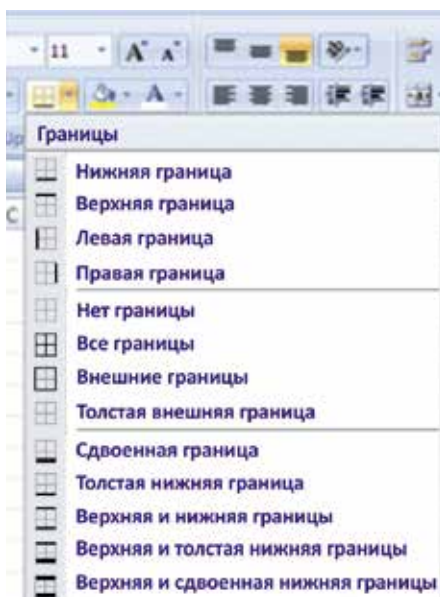 11 A A
A
Границы
C
Нижняя граница
Верхняя граница
Левая граница
Правая граница
Нет границы
Все границы
Внешние границы
Толстая внешняя граница
Сдвоенная граница
Толстая нижняя граница
Верхняя и нижняя границы
Верхняя и толстая нижняя границы
Верхняя и сдвоенная нижняя границы